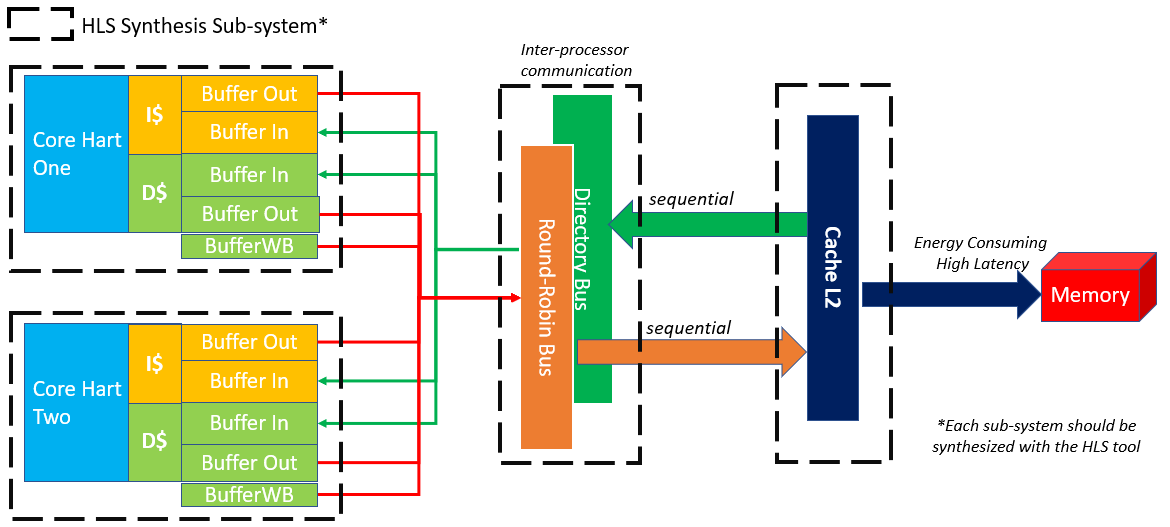 HLS Synthesis Sub-system*
Core Hart
One
I$
D$
Buffer Out
Buffer In
Buffer In
Buffer Out
BufferWB
Core Hart
Two
I$
D$
Buffer Out
Buffer In
Buffer In
Buffer Out
BufferWB
Inter-processor
communication
Directory Bus
Round-Robin Bus
sequential
sequential
Cache L2
Energy Consuming
High Latency
Memory
*Each sub-system should be
synthesized with the HLS tool